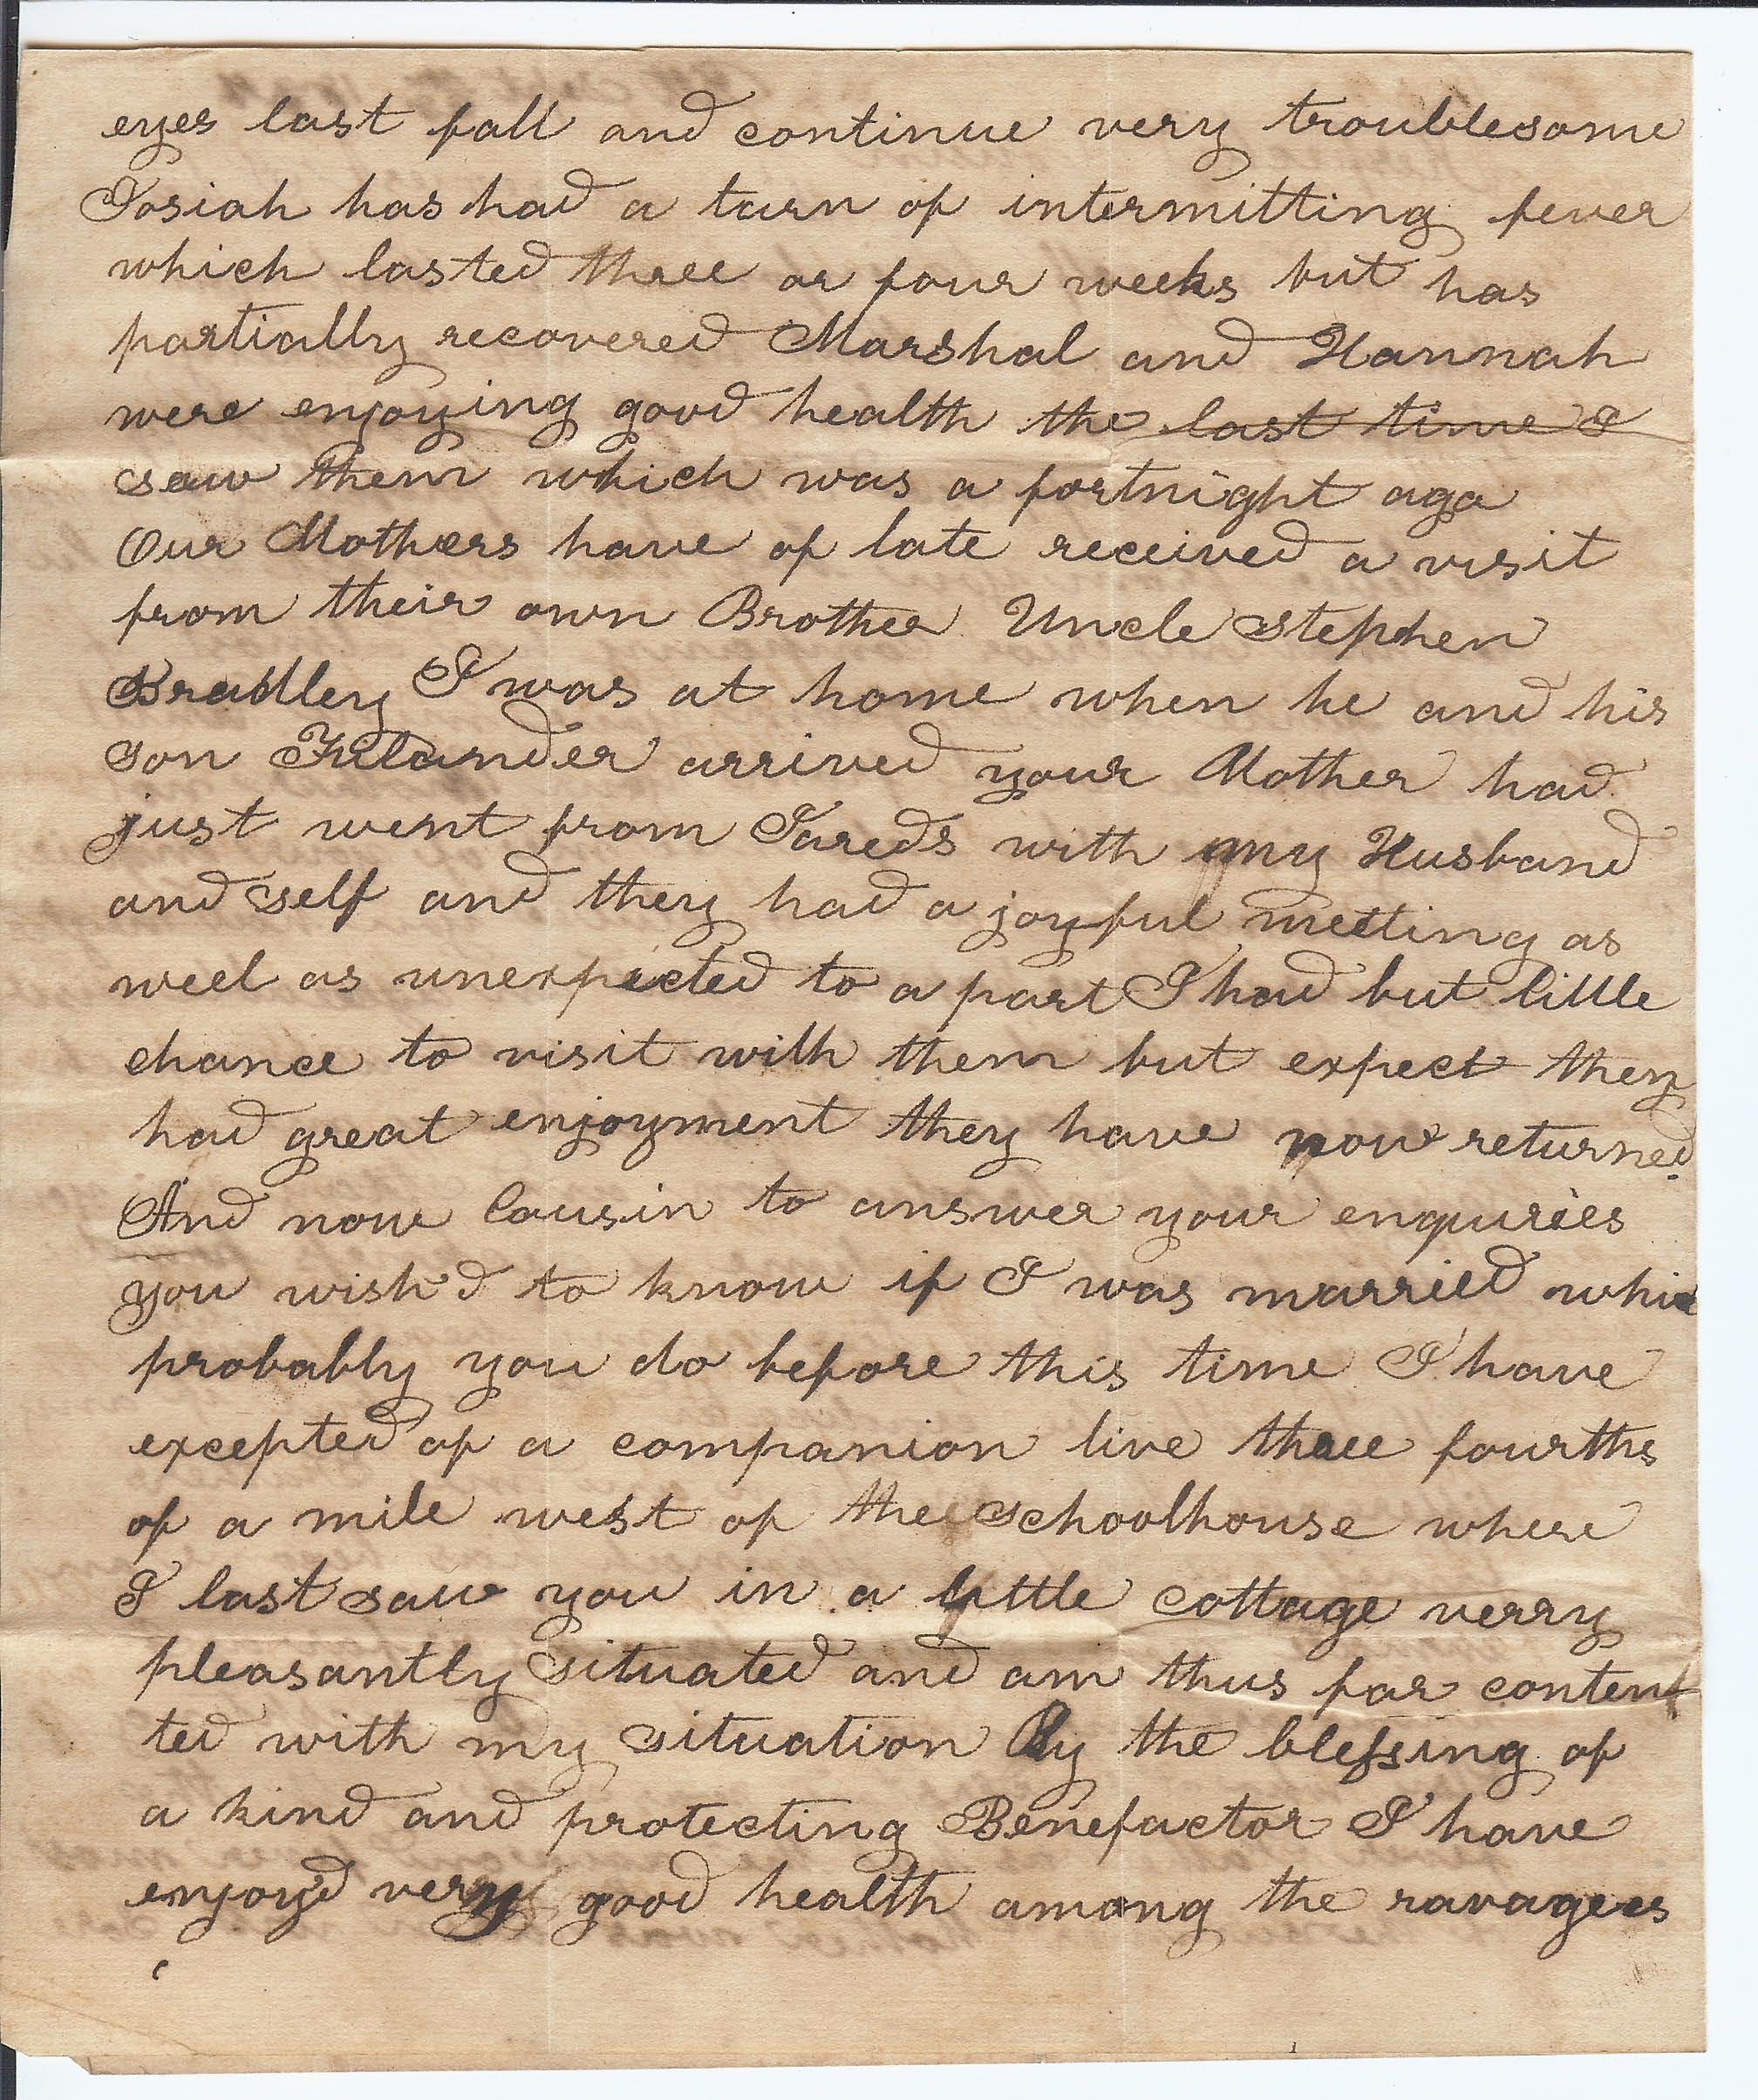 eyes last fall and continue very troublesome
Josiah has had a turn of intermitting fever
which lasted three or four weeks but has
partially recovered Marshal and Hannah
were enjoying good health the last time I
saw them which was a fortnight ago
Our Mothers have of late received a visit
from their own Brother Uncle Stephen
Bradley I was at home when he and his
son Filander arrived your Mother had
just went from Jareds with my Husband
and self and they had a joyful meeting as
well as unexpected to a part I had but little
chance to visit with them but expect they
had great enjoyment they have now returned
And now Cousin to answer your enquries
you wish'd to know if I was married whic
probably you do before this time I have
excepted of a companion live three fourths
of a mile west of the schoolhouse where
I last saw you in a little cottage verry
pleasantly situated and am thus far conten
ted with my situation By the blessing of
a kind and protecting Benefactor I have
enjoy'd very good health among the ravages